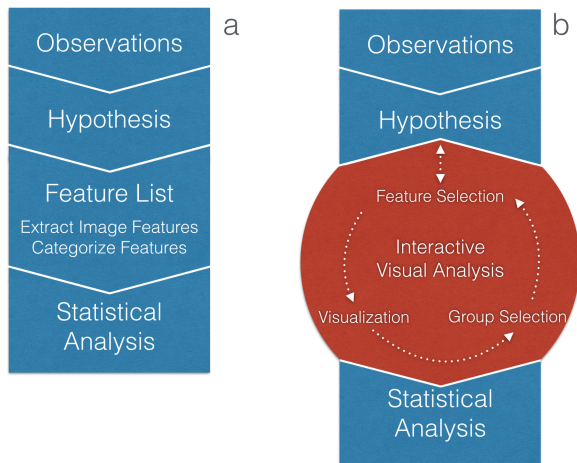 a
Observations
Hypothesis
Feature List
Extract Image Features
Categorize Features
Statistical
Analysis
b
Observations
Hypothesis
Feature Selection
Interactive
Visual Analysis
Visualization
Group Selection
Statistical
Analysis